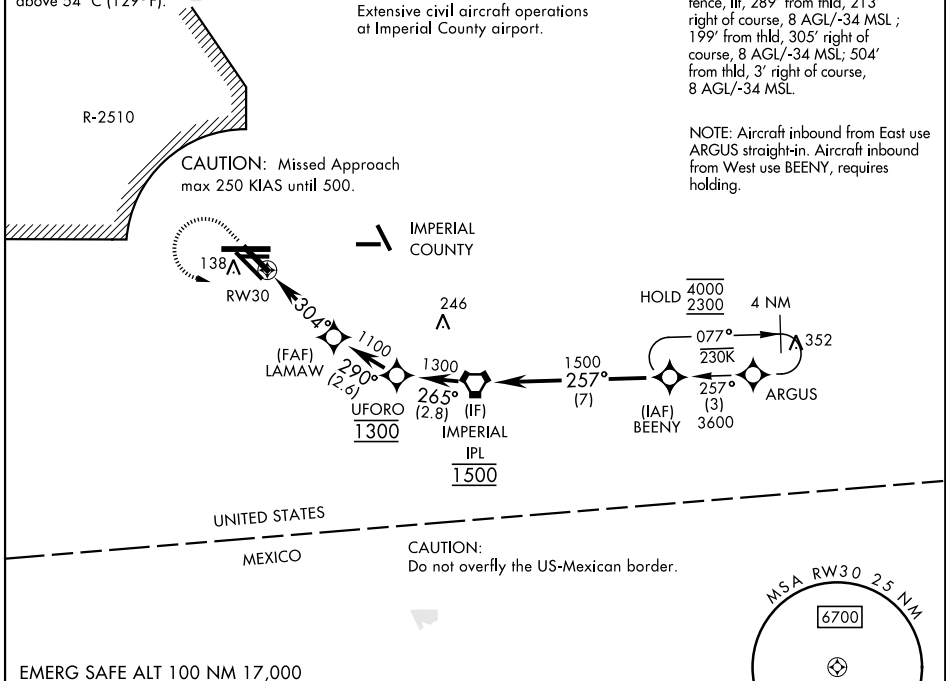 above 54° C (129° F).
Extensive civil aircraft operations
at Imperial County airport.
fence, lit, 289' from thld, 213'
right of course, 8 AGL/-34 MSL ;
199' from thld, 305' right of
course, 8 AGL/-34 MSL; 504'
from thld, 3' right of course,
8 AGL/-34 MSL.
R-2510
NOTE: Aircraft inbound from East use
ARGUS straight-in. Aircraft inbound
from West use BEENY, requires
holding.
CAUTION: Missed Approach
max 250 KIAS until 500.
IMPERIAL
COUNTY
138
RW30
HOLD 4000
2300
4 NM
246
304°
077°
230K
352
(FAF)
LAMAW
1100
290°
(2.6)
1300
265°
(2.8)
UFORO
1300
(IF)
IMPERIAL
IPL
1500
1500
257°
(7)
(IAF)
BEENY
257°
(3)
3600
ARGUS
UNITED STATES
MEXICO
CAUTION:
Do not overfly the US-Mexican border.
MSA RW30 25 NM
6700
EMERG SAFE ALT 100 NM 17,000